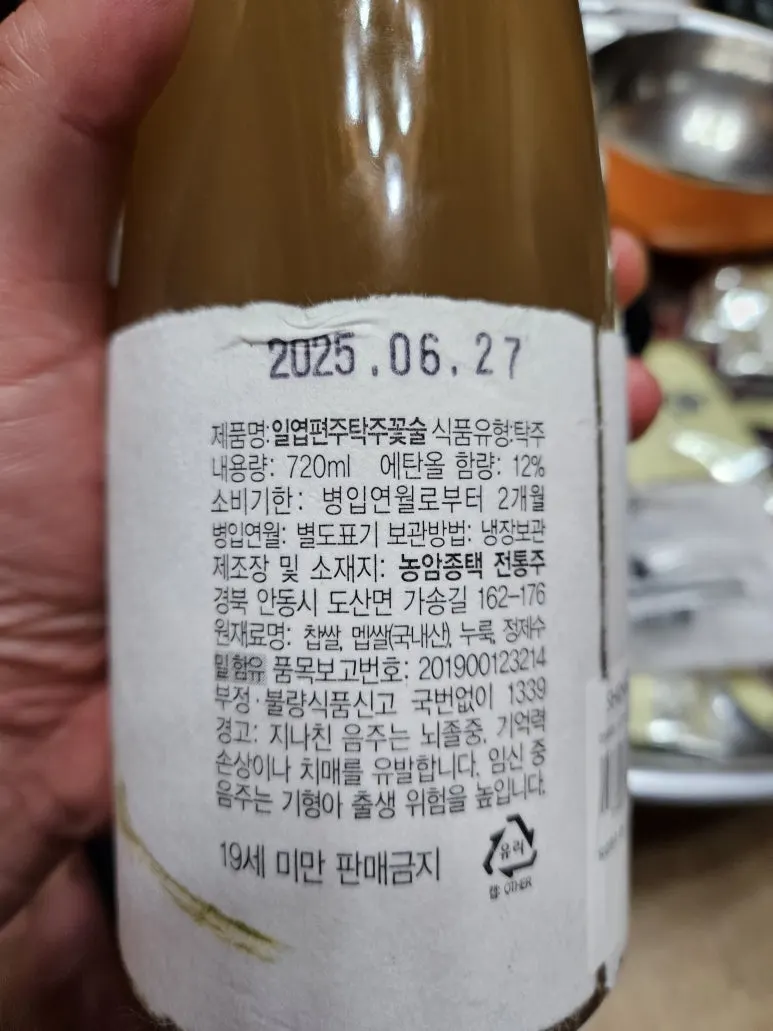 2025.06.27
제품명:일엽편주탁주꽃술 식품유형:탁주
내용량: 720ml 에탄올 함량: 12%
소비기한: 병입연월로부터 2개월
병입연월: 별도표기 보관방법: 냉장보관
제조장 및 소재지: 농암종택 전통주
경북 안동시 도산면 가송길 162-176
원재료명: 찹쌀, 멥쌀(국내산), 누룩, 정제수
밀 함유 품목보고번호: 201900123214
부정·불량식품신고 국번없이 1339
경고: 지나친 음주는 뇌졸중, 기억력
손상이나 치매를 유발합니다. 임신 중
음주는 기형아 출생 위험을 높입니다.
19세 미만 판매금지
유리
캡: OTHER